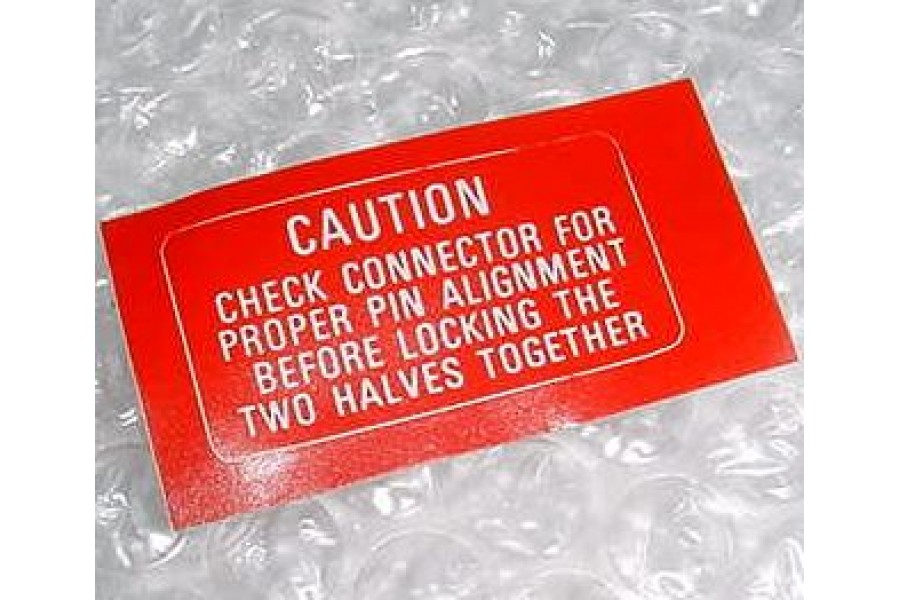 CAUTION
CHECK CONNECTOR FOR
PROPER PIN ALIGNMENT
BEFORE LOCKING THE
TWO HALVES TOGETHER